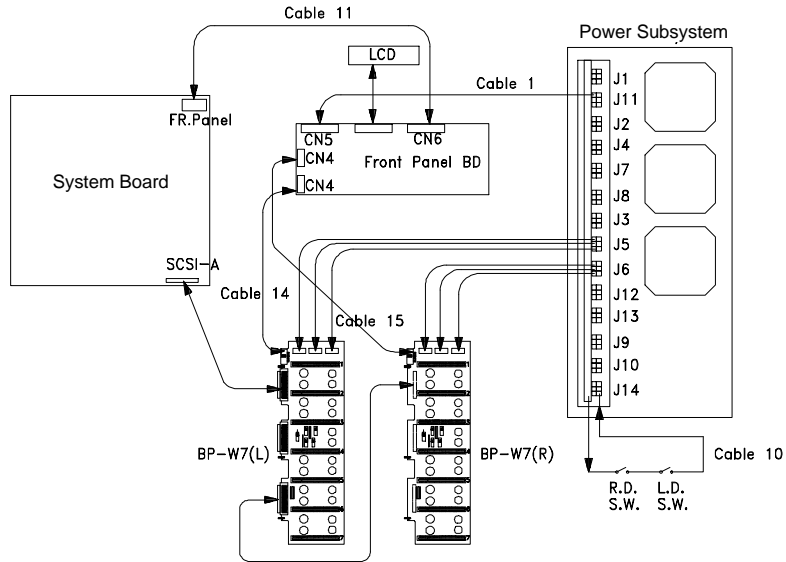 Cable 11
Power Subsystem
LCD
Cable 1
J1
J11
J2
J4
J7
J8
J3
J5
J6
J12
J13
J9
J10
J14
FR.Panel
System Board
SCSI-A
CN5
CN6
CN4
Front Panel BD
CN4
Cable 14
Cable 15
BP-W7(L)
BP-W7(R)
Cable 10
R.D.
S.W.
L.D.
S.W.